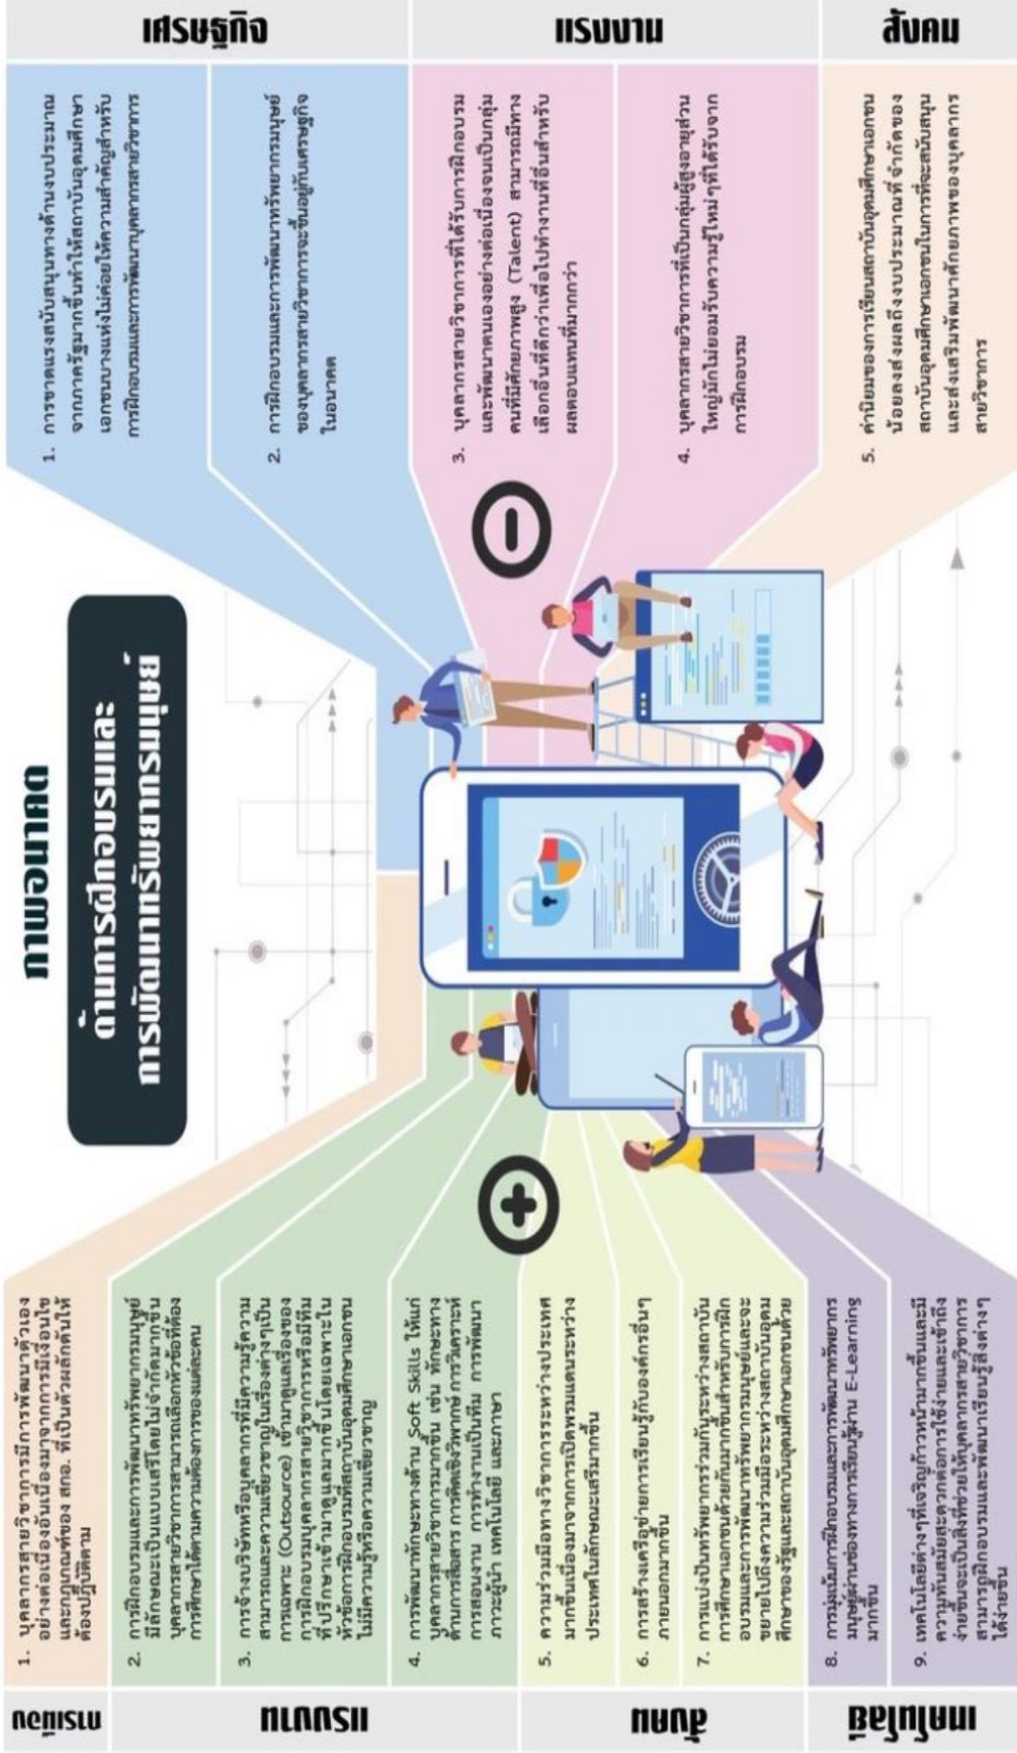 ภาพอนาคต
ด้านการฝึกอบรมและ
การพัฒนาทรัพยากรมนุษย์
การเมือง
1. บุคลากรสายวิชาการมีการพัฒนาตัวเอง
อย่างต่อเนื่องอันเนื่องมาจากการมีเงื่อนไข
และกฎเกณฑ์ของ สกอ. ที่เป็นตัวผลักดันให้
ต้องปฏิบัติตาม
แรงงาน
2. การฝึกอบรมและการพัฒนาทรัพยากรมนุษย์
มีลักษณะเป็นแบบเสรีโดยไม่จำกัดมากขึ้น
บุคลากรสายวิชาการสามารถเลือกหัวข้อที่ต้อง
การศึกษาได้ตามความต้องการของแต่ละคน
3. การจ้างบริษัทหรือบุคลากรที่มีความรู้ความ
สามารถและความเชี่ยวชาญในเรื่องต่างๆเป็น
การเฉพาะ (Outsource) เข้ามาดูแลเรื่องของ
การฝึกอบรมบุคลากรสายวิชาการหรือมีทีม
ที่ปรึกษาเข้ามาดูแลมากขึ้นโดยเฉพาะใน
หัวข้อการฝึกอบรมที่สถาบันอุดมศึกษาเอกชน
ไม่มีความรู้หรือความเชี่ยวชาญ
4. การพัฒนาทักษะทางด้าน Soft Skills ให้แก่
บุคลากรสายวิชาการมากขึ้น เช่น ทักษะทาง
ด้านการสื่อสาร การคิดเชิงวิพากษ์ การวิเคราะห์
การสอนงาน การทำงานเป็นทีม การพัฒนา
ภาวะผู้นำ เทคโนโลยี และภาษา
สังคม
5. ความร่วมมือทางวิชาการระหว่างประเทศ
มากขึ้นเนื่องมาจากการเปิดพรมแดนระหว่าง
ประเทศในลักษณะเสรีมากขึ้น
6. การสร้างเครือข่ายการเรียนรู้กับองค์กรอื่นๆ
ภายนอกมากขึ้น
7. การแบ่งปันทรัพยากรร่วมกันระหว่างสถาบัน
การศึกษาเอกชนด้วยกันมากขึ้นสำหรับการฝึก
อบรมและการพัฒนาทรัพยากรมนุษย์และจะ
ขยายไปถึงความร่วมมือระหว่างสถาบันอุดม
ศึกษาของรัฐและสถาบันอุดมศึกษาเอกชนด้วย
เทคโนโลยี
8. การมุ่งเน้นการฝึกอบรมและการพัฒนาทรัพยากร
มนุษย์ผ่านช่องทางการเรียนรู้ผ่าน E-Learning
มากขึ้น
9. เทคโนโลยีต่างๆที่เจริญก้าวหน้ามากขึ้นและมี
ความทันสมัยสะดวกต่อการใช้งานและเข้าถึง
ง่ายขึ้นจะเป็นสิ่งที่ช่วยให้บุคลากรสายวิชาการ
สามารถฝึกอบรมและพัฒนาการเรียนรู้สิ่งต่างๆ
ได้ง่ายขึ้น
เศรษฐกิจ
1. การขาดแรงสนับสนุนทางด้านงบประมาณ
จากภาครัฐมากขึ้นทำให้สถาบันอุดมศึกษา
เอกชนบางแห่งไม่ค่อยให้ความสำคัญสำหรับ
การฝึกอบรมและการพัฒนาบุคลากรสายวิชาการ
2. การฝึกอบรมและการพัฒนาทรัพยากรมนุษย์
ของบุคลากรสายวิชาการจะขึ้นอยู่กับเศรษฐกิจ
ในอนาคต
แรงงาน
3. บุคลากรสายวิชาการที่ได้รับการฝึกอบรม
และพัฒนาตนเองอย่างต่อเนื่องจนเป็นกลุ่ม
คนที่มีศักยภาพสูง (Talent) สามารถมีทาง
เลือกอื่นที่ดีกว่าเพื่อไปทำงานที่อื่นสำหรับ
ผลตอบแทนที่มากกว่า
4. บุคลากรสายวิชาการที่เป็นกลุ่มผู้สูงอายุส่วน
ใหญ่มักไม่ยอมรับความรู้ใหม่ๆที่ได้รับจาก
การฝึกอบรม
สังคม
5. ค่านิยมของการเรียนสถาบันอุดมศึกษาเอกชน
น้อยลงส่งผลถึงงบประมาณที่จำกัดของ
สถาบันอุดมศึกษาเอกชนในการที่จะสนับสนุน
และส่งเสริมพัฒนาศักยภาพของบุคลากร
สายวิชาการ